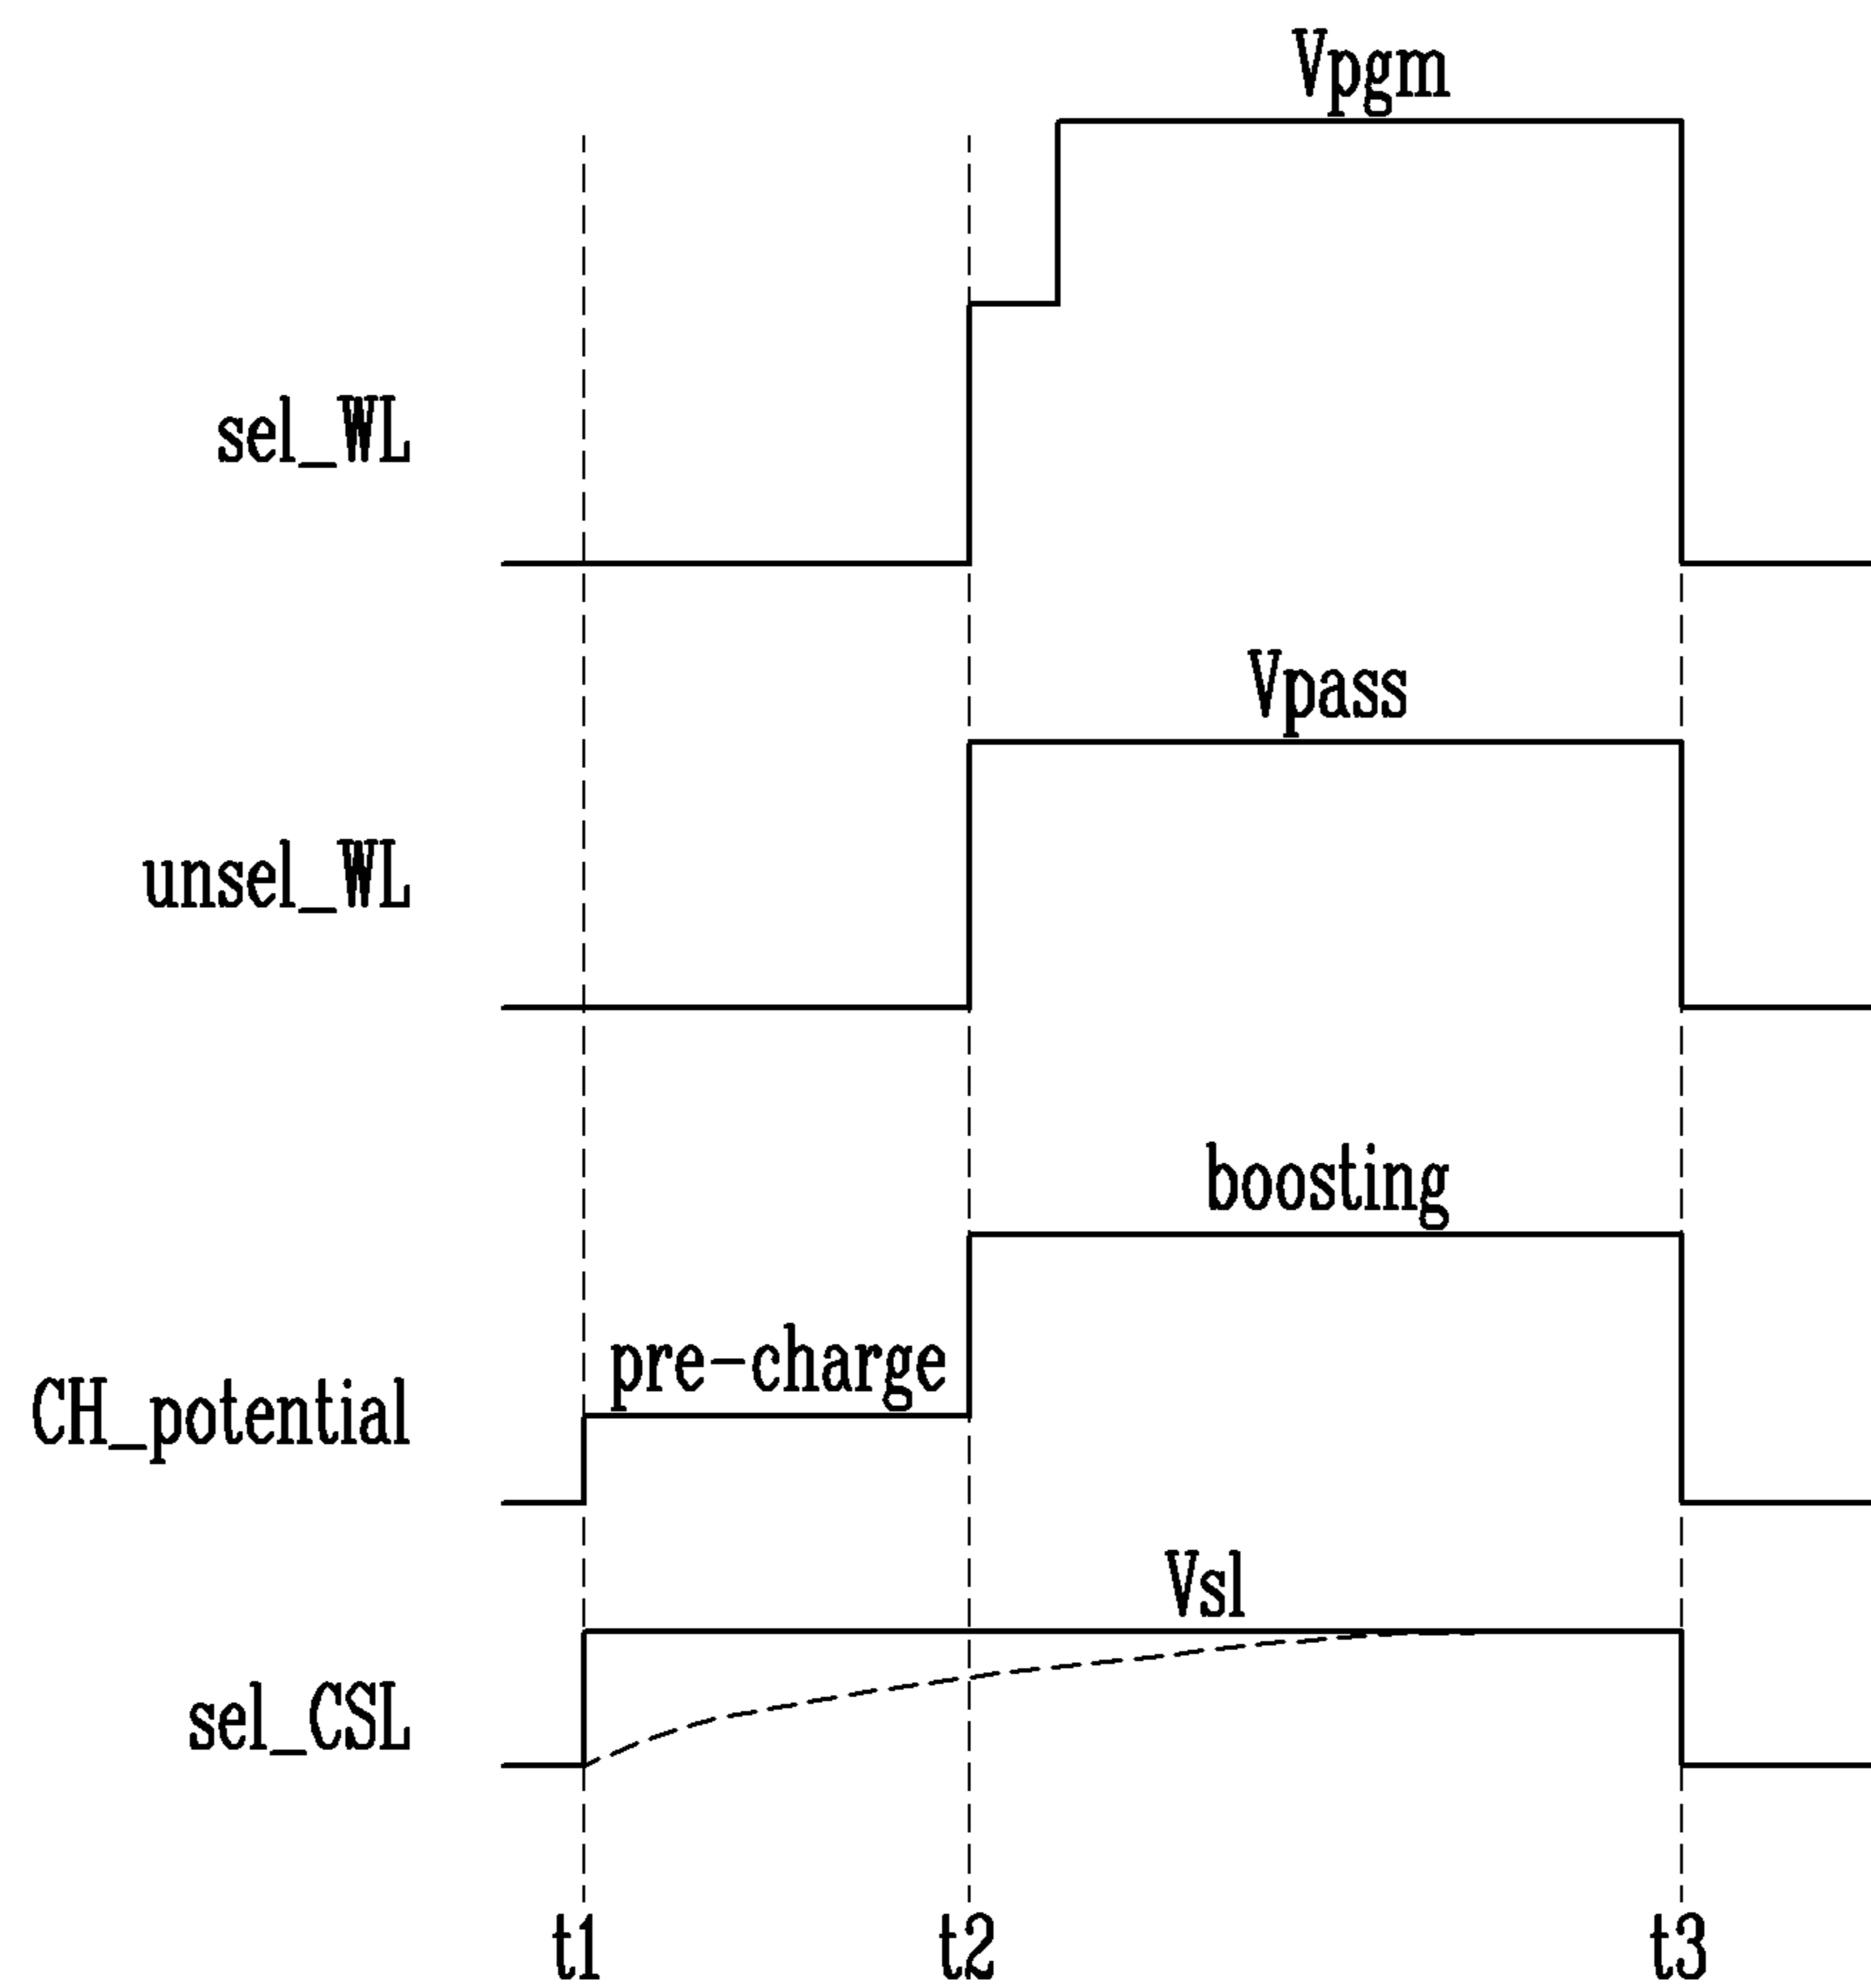 Vpgm
sel_WL
Vpass
unsel_WL
boosting
pre-charge
CH_potential
Vsl
sel_CSL
t1 t2 t3